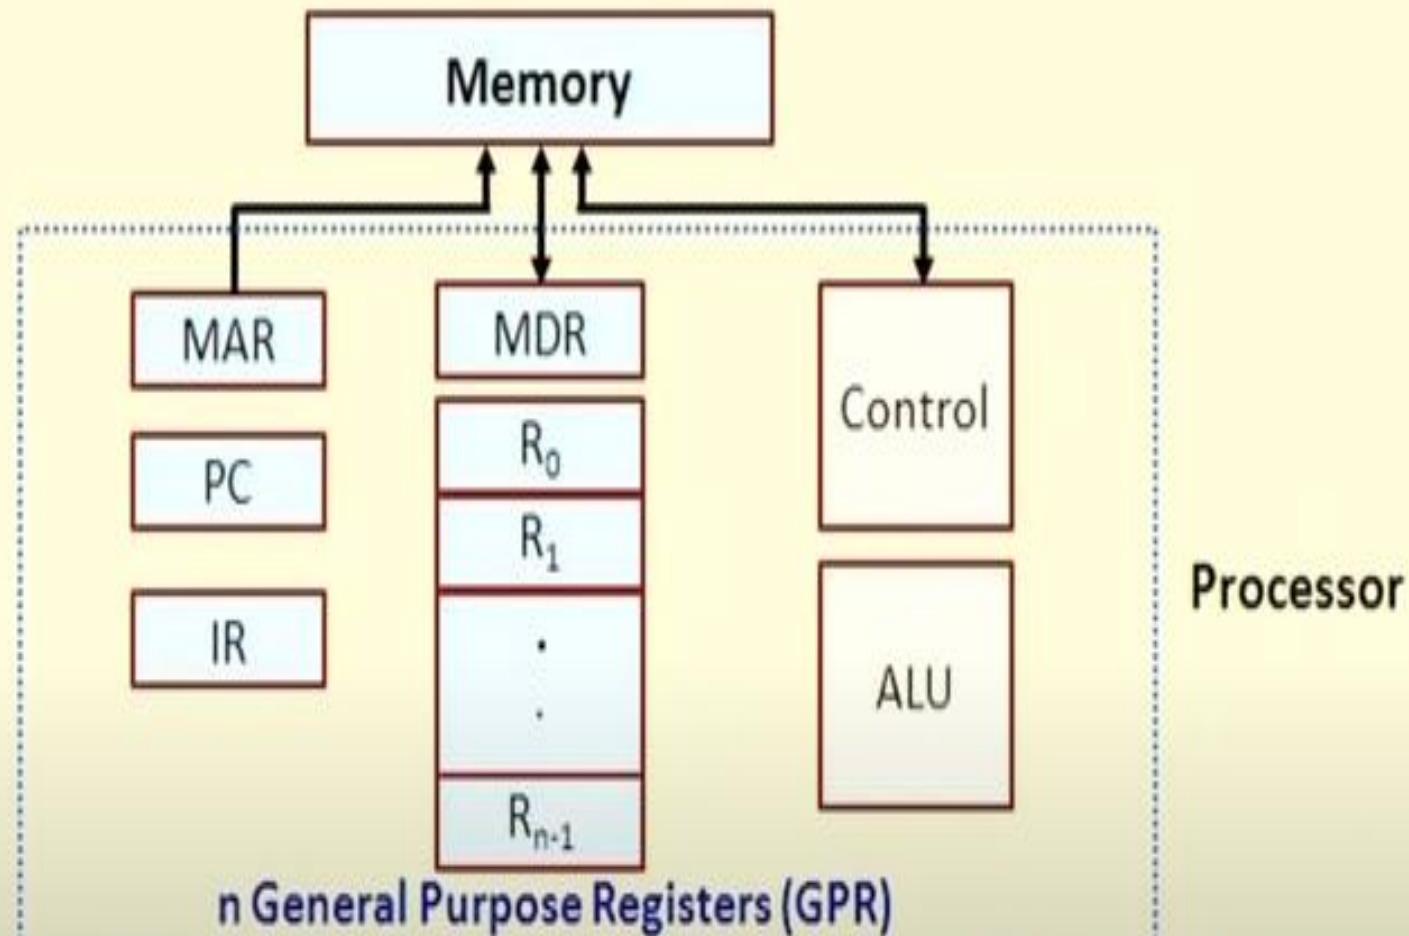 Memory
MAR
PC
IR
MDR
R₀
R₁
.
.
Rₙ₋₁
Control
ALU
Processor
n General Purpose Registers (GPR)